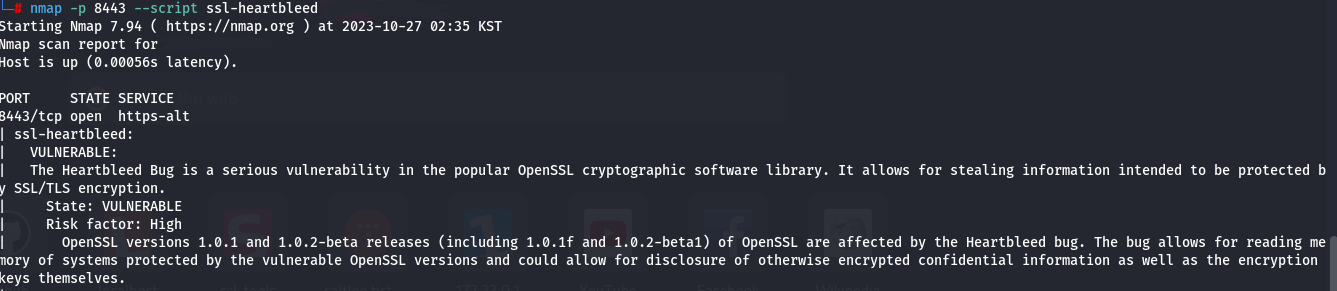 # nmap -p 8443 --script ssl-heartbleed
Starting Nmap 7.94 ( https://nmap.org ) at 2023-10-27 02:35 KST
Nmap scan report for
Host is up (0.00056s latency).
PORT     STATE SERVICE
8443/tcp open  https-alt
| ssl-heartbleed:
|   VULNERABLE:
|   The Heartbleed Bug is a serious vulnerability in the popular OpenSSL cryptographic software library. It allows for stealing information intended to be protected b
y SSL/TLS encryption.
|     State: VULNERABLE
|     Risk factor: High
|       OpenSSL versions 1.0.1 and 1.0.2-beta releases (including 1.0.1f and 1.0.2-beta1) of OpenSSL are affected by the Heartbleed bug. The bug allows for reading me
mory of systems protected by the vulnerable OpenSSL versions and could allow for disclosure of otherwise encrypted confidential information as well as the encryption
keys themselves.